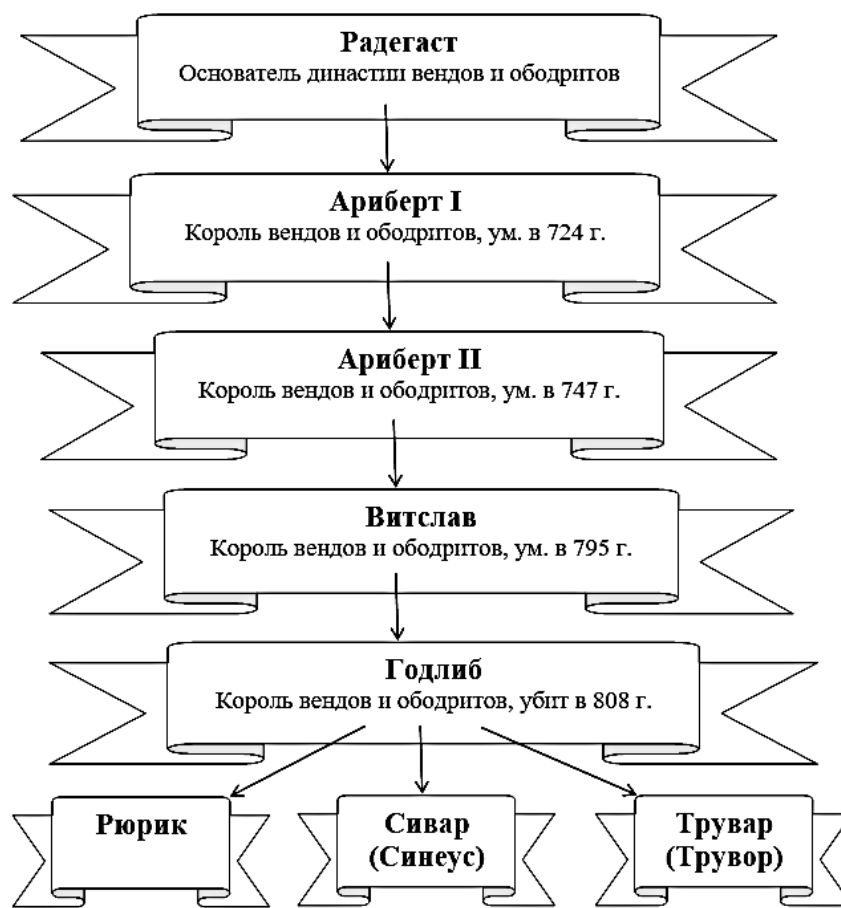 Радегаст
Основатель династии вендов и ободритов
Ариберт I
Король вендов и ободритов, ум. в 724 г.
Ариберт II
Король вендов и ободритов, ум. в 747 г.
Витслав
Король вендов и ободритов, ум. в 795 г.
Годлиб
Король вендов и ободритов, убит в 808 г.
Рюрик
Сивар
(Синеус)
Трувар
(Трувор)